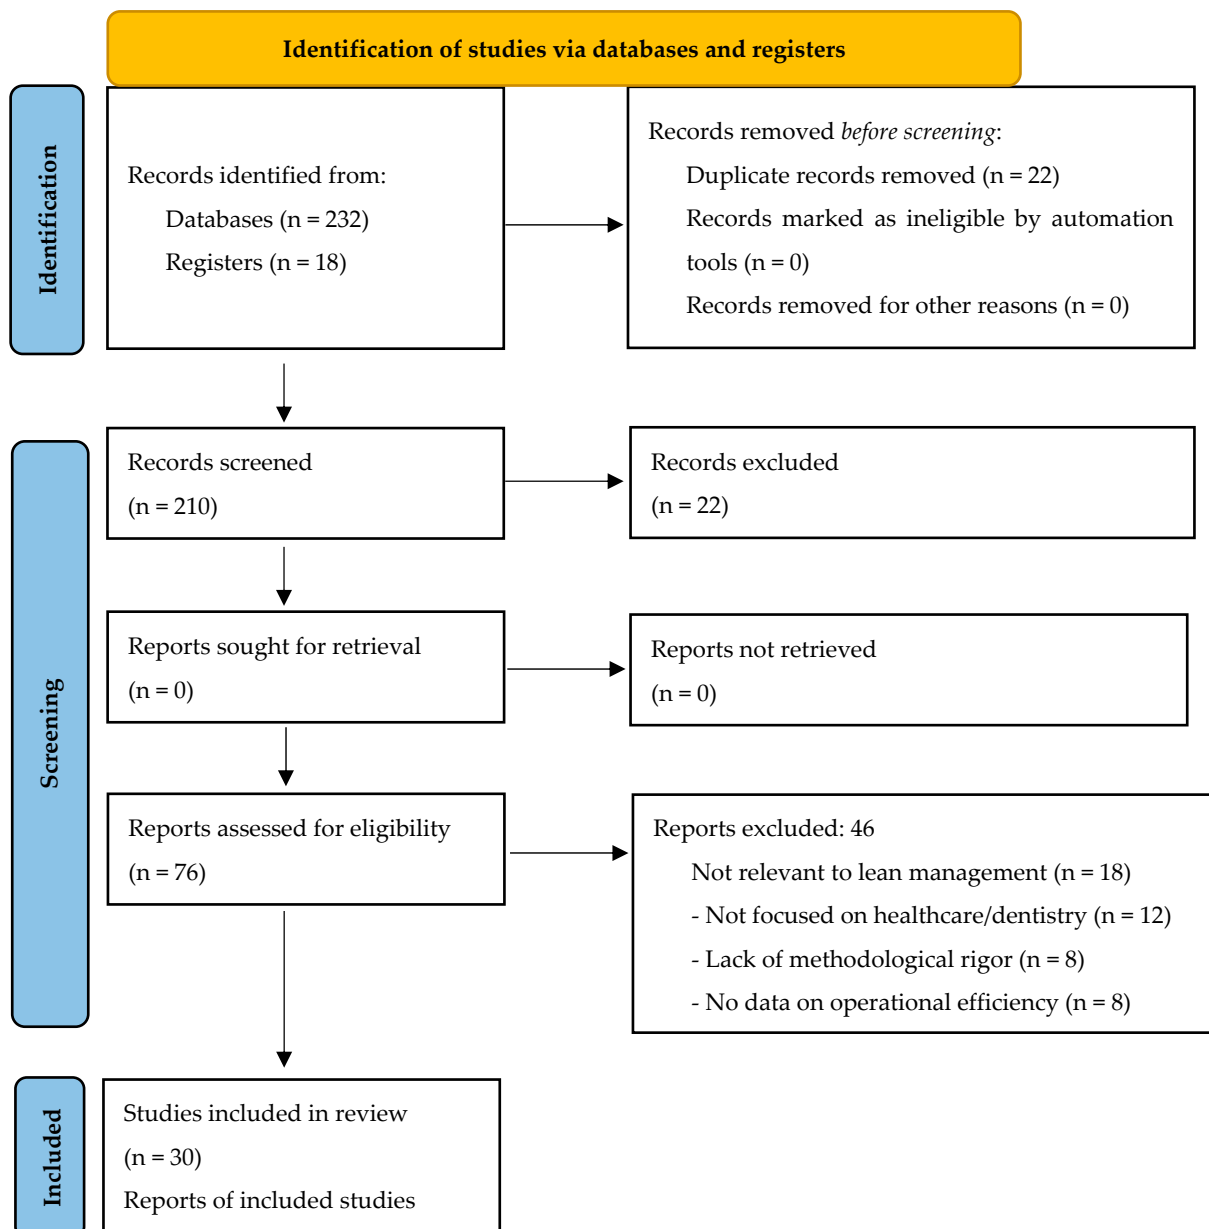 Identification of studies via databases and registers
Identification
Records identified from:
Databases (n = 232)
Registers (n = 18)
Records removed before screening:
Duplicate records removed (n = 22)
Records marked as ineligible by automation
tools (n = 0)
Records removed for other reasons (n = 0)
Screening
Records screened
(n = 210)
Records excluded
(n = 22)
Reports sought for retrieval
(n = 0)
Reports not retrieved
(n = 0)
Reports assessed for eligibility
(n = 76)
Reports excluded: 46
Not relevant to lean management (n = 18)
- Not focused on healthcare/dentistry (n = 12)
- Lack of methodological rigor (n = 8)
- No data on operational efficiency (n = 8)
Included
Studies included in review
(n = 30)
Reports of included studies